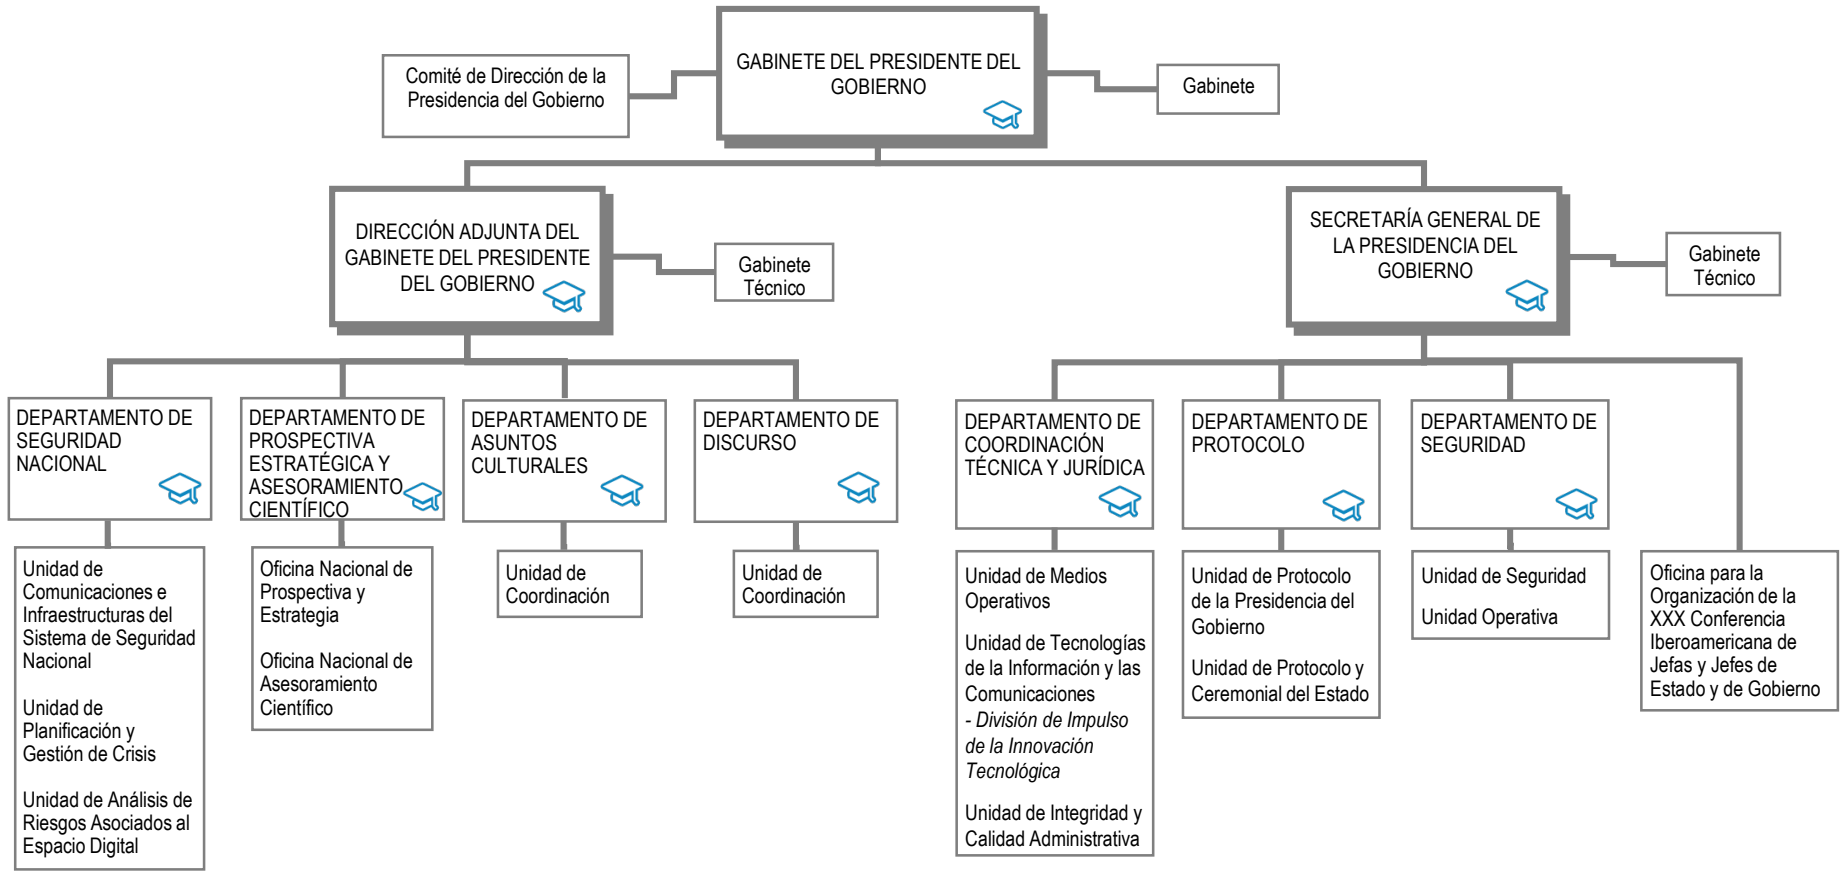 GABINETE DEL PRESIDENTE DEL
GOBIERNO
Comité de Dirección de la
Presidencia del Gobierno
Gabinete
DIRECCIÓN ADJUNTA DEL
GABINETE DEL PRESIDENTE
DEL GOBIERNO
Gabinete
Técnico
SECRETARÍA GENERAL DE
LA PRESIDENCIA DEL
GOBIERNO
Gabinete
Técnico
DEPARTAMENTO DE
SEGURIDAD
NACIONAL
DEPARTAMENTO DE
PROSPECTIVA
ESTRATÉGICA Y
ASESORAMIENTO
CIENTÍFICO
DEPARTAMENTO DE
ASUNTOS
CULTURALES
DEPARTAMENTO DE
DISCURSO
DEPARTAMENTO DE
COORDINACIÓN
TÉCNICA Y JURÍDICA
DEPARTAMENTO DE
PROTOCOLO
DEPARTAMENTO DE
SEGURIDAD
Unidad de
Comunicaciones e
Infraestructuras del
Sistema de Seguridad
Nacional
Unidad de
Planificación y
Gestión de Crisis
Unidad de Análisis de
Riesgos Asociados al
Espacio Digital
Oficina Nacional de
Prospectiva y
Estrategia
Oficina Nacional de
Asesoramiento
Científico
Unidad de
Coordinación
Unidad de
Coordinación
Unidad de Medios
Operativos
Unidad de Tecnologías
de la Información y las
Comunicaciones
- División de Impulso
de la Innovación
Tecnológica
Unidad de Integridad y
Calidad Administrativa
Unidad de Protocolo
de la Presidencia del
Gobierno
Unidad de Protocolo y
Ceremonial del Estado
Unidad de Seguridad
Unidad Operativa
Oficina para la
Organización de la
XXX Conferencia
Iberoamericana de
Jefas y Jefes de
Estado y de Gobierno